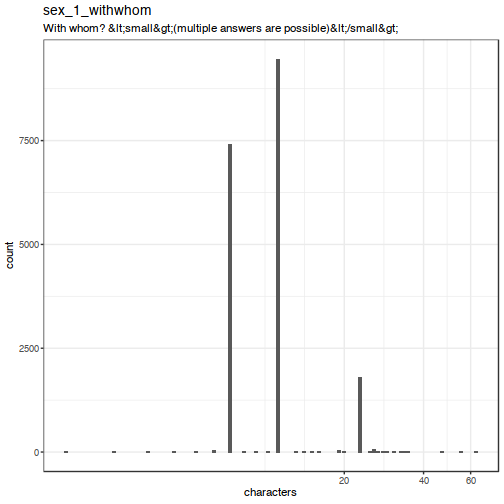 sex_1_withwhom
With whom? &lt;small&gt;(multiple answers are possible)&lt;/small&gt;
7500
5000
2500
0
count
20
40
60
characters